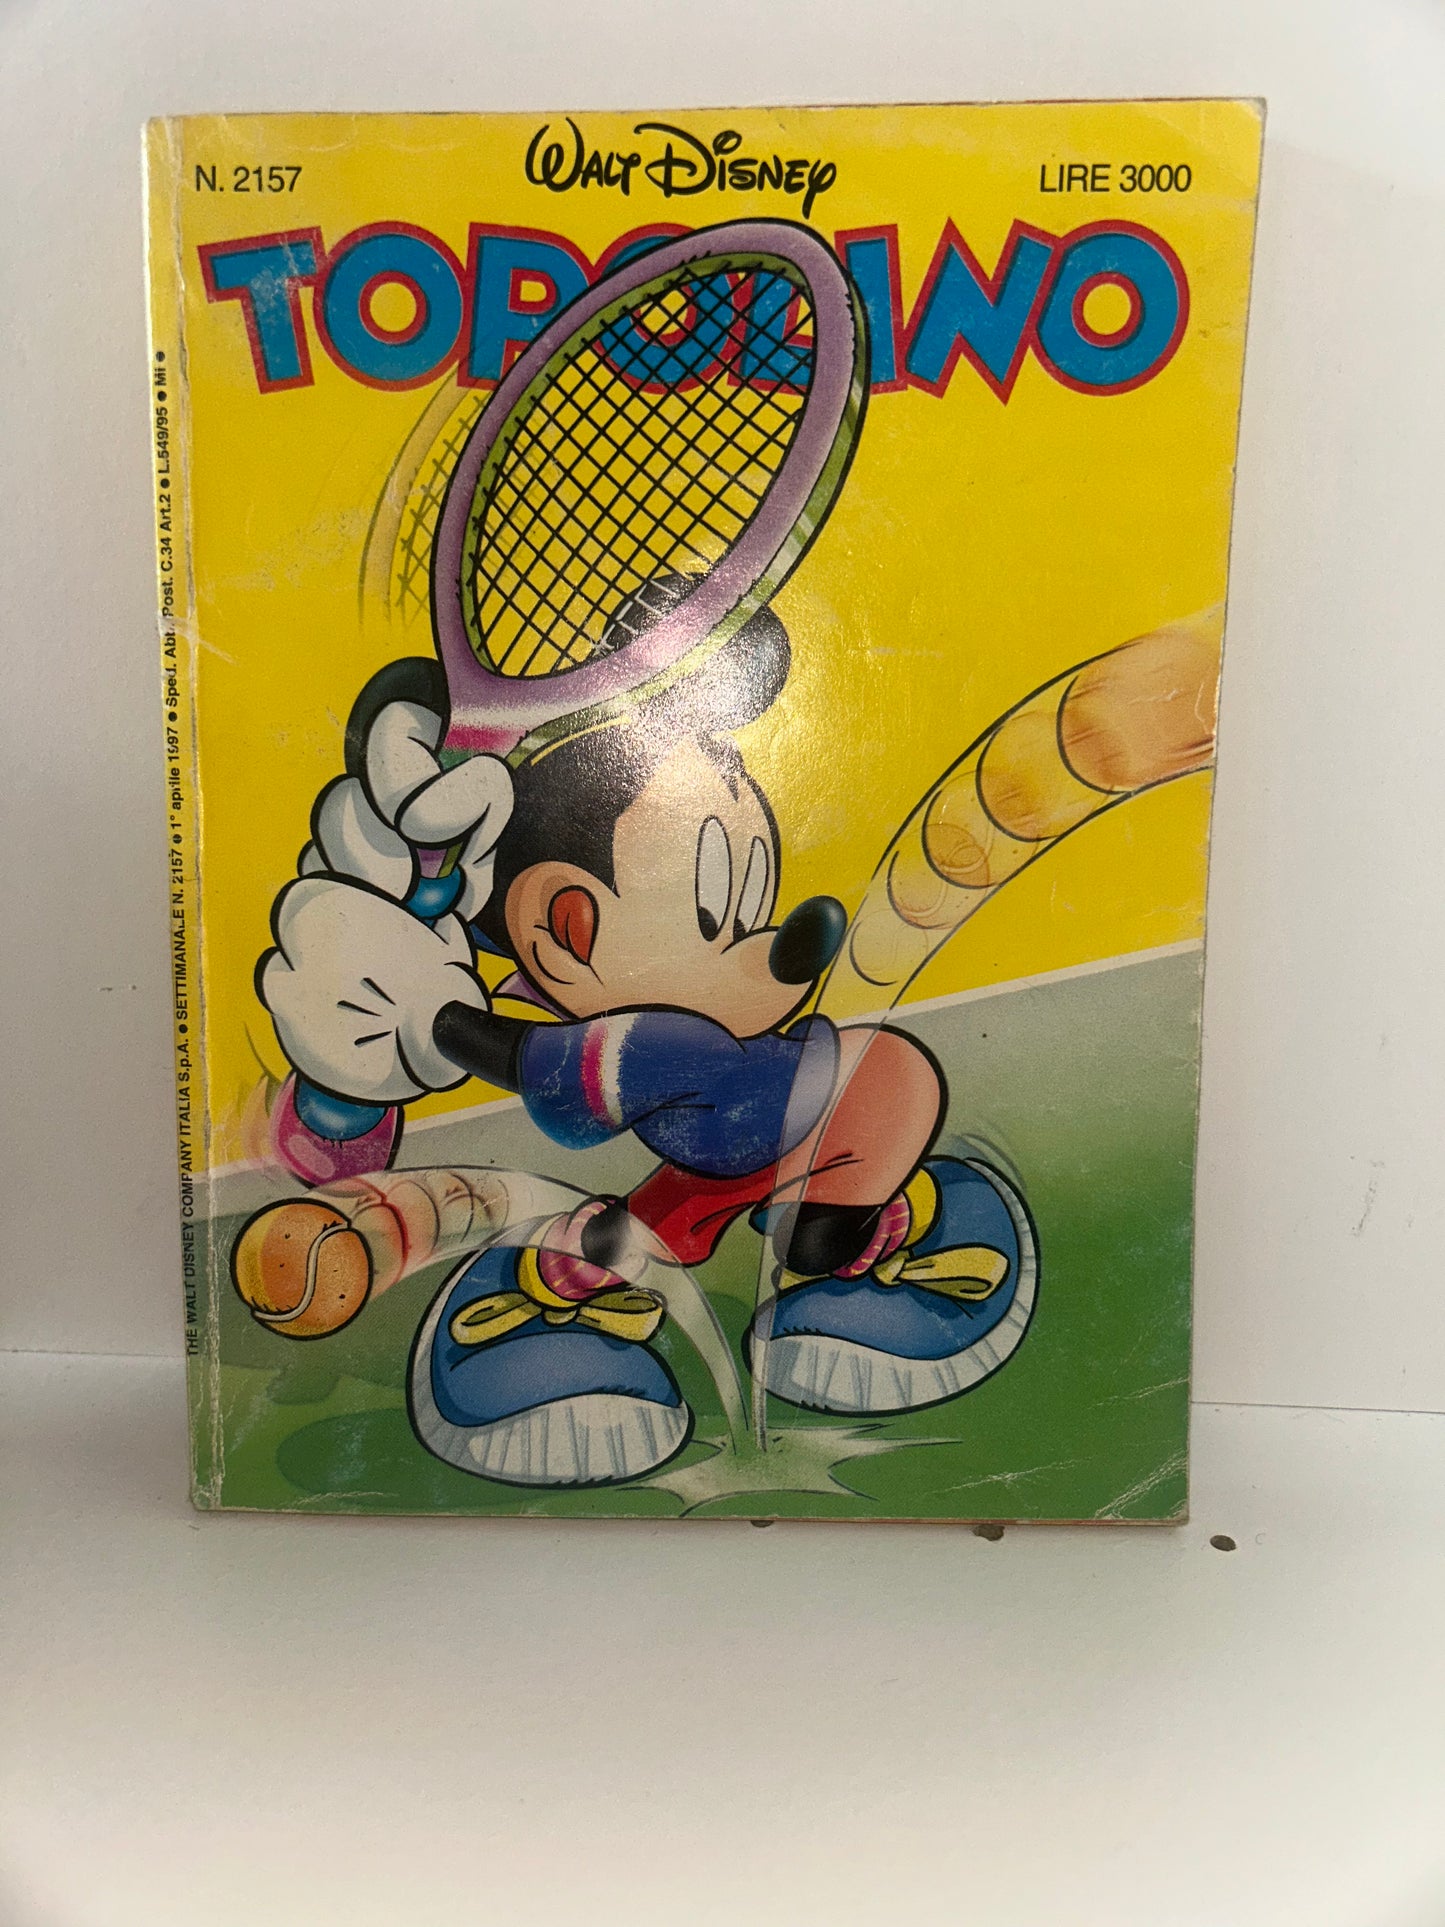 N. 2157
WALT DISNEY
LIRE 3000
TOPOLINO
THE WALT DISNEY COMPANY ITALIA S.p.A. ● SETTIMANALE N. 2157 ● 1° aprile 1997 ● Sped. Abb. Post. C.34 Art.2 ● L.549/95 ● Mi ●